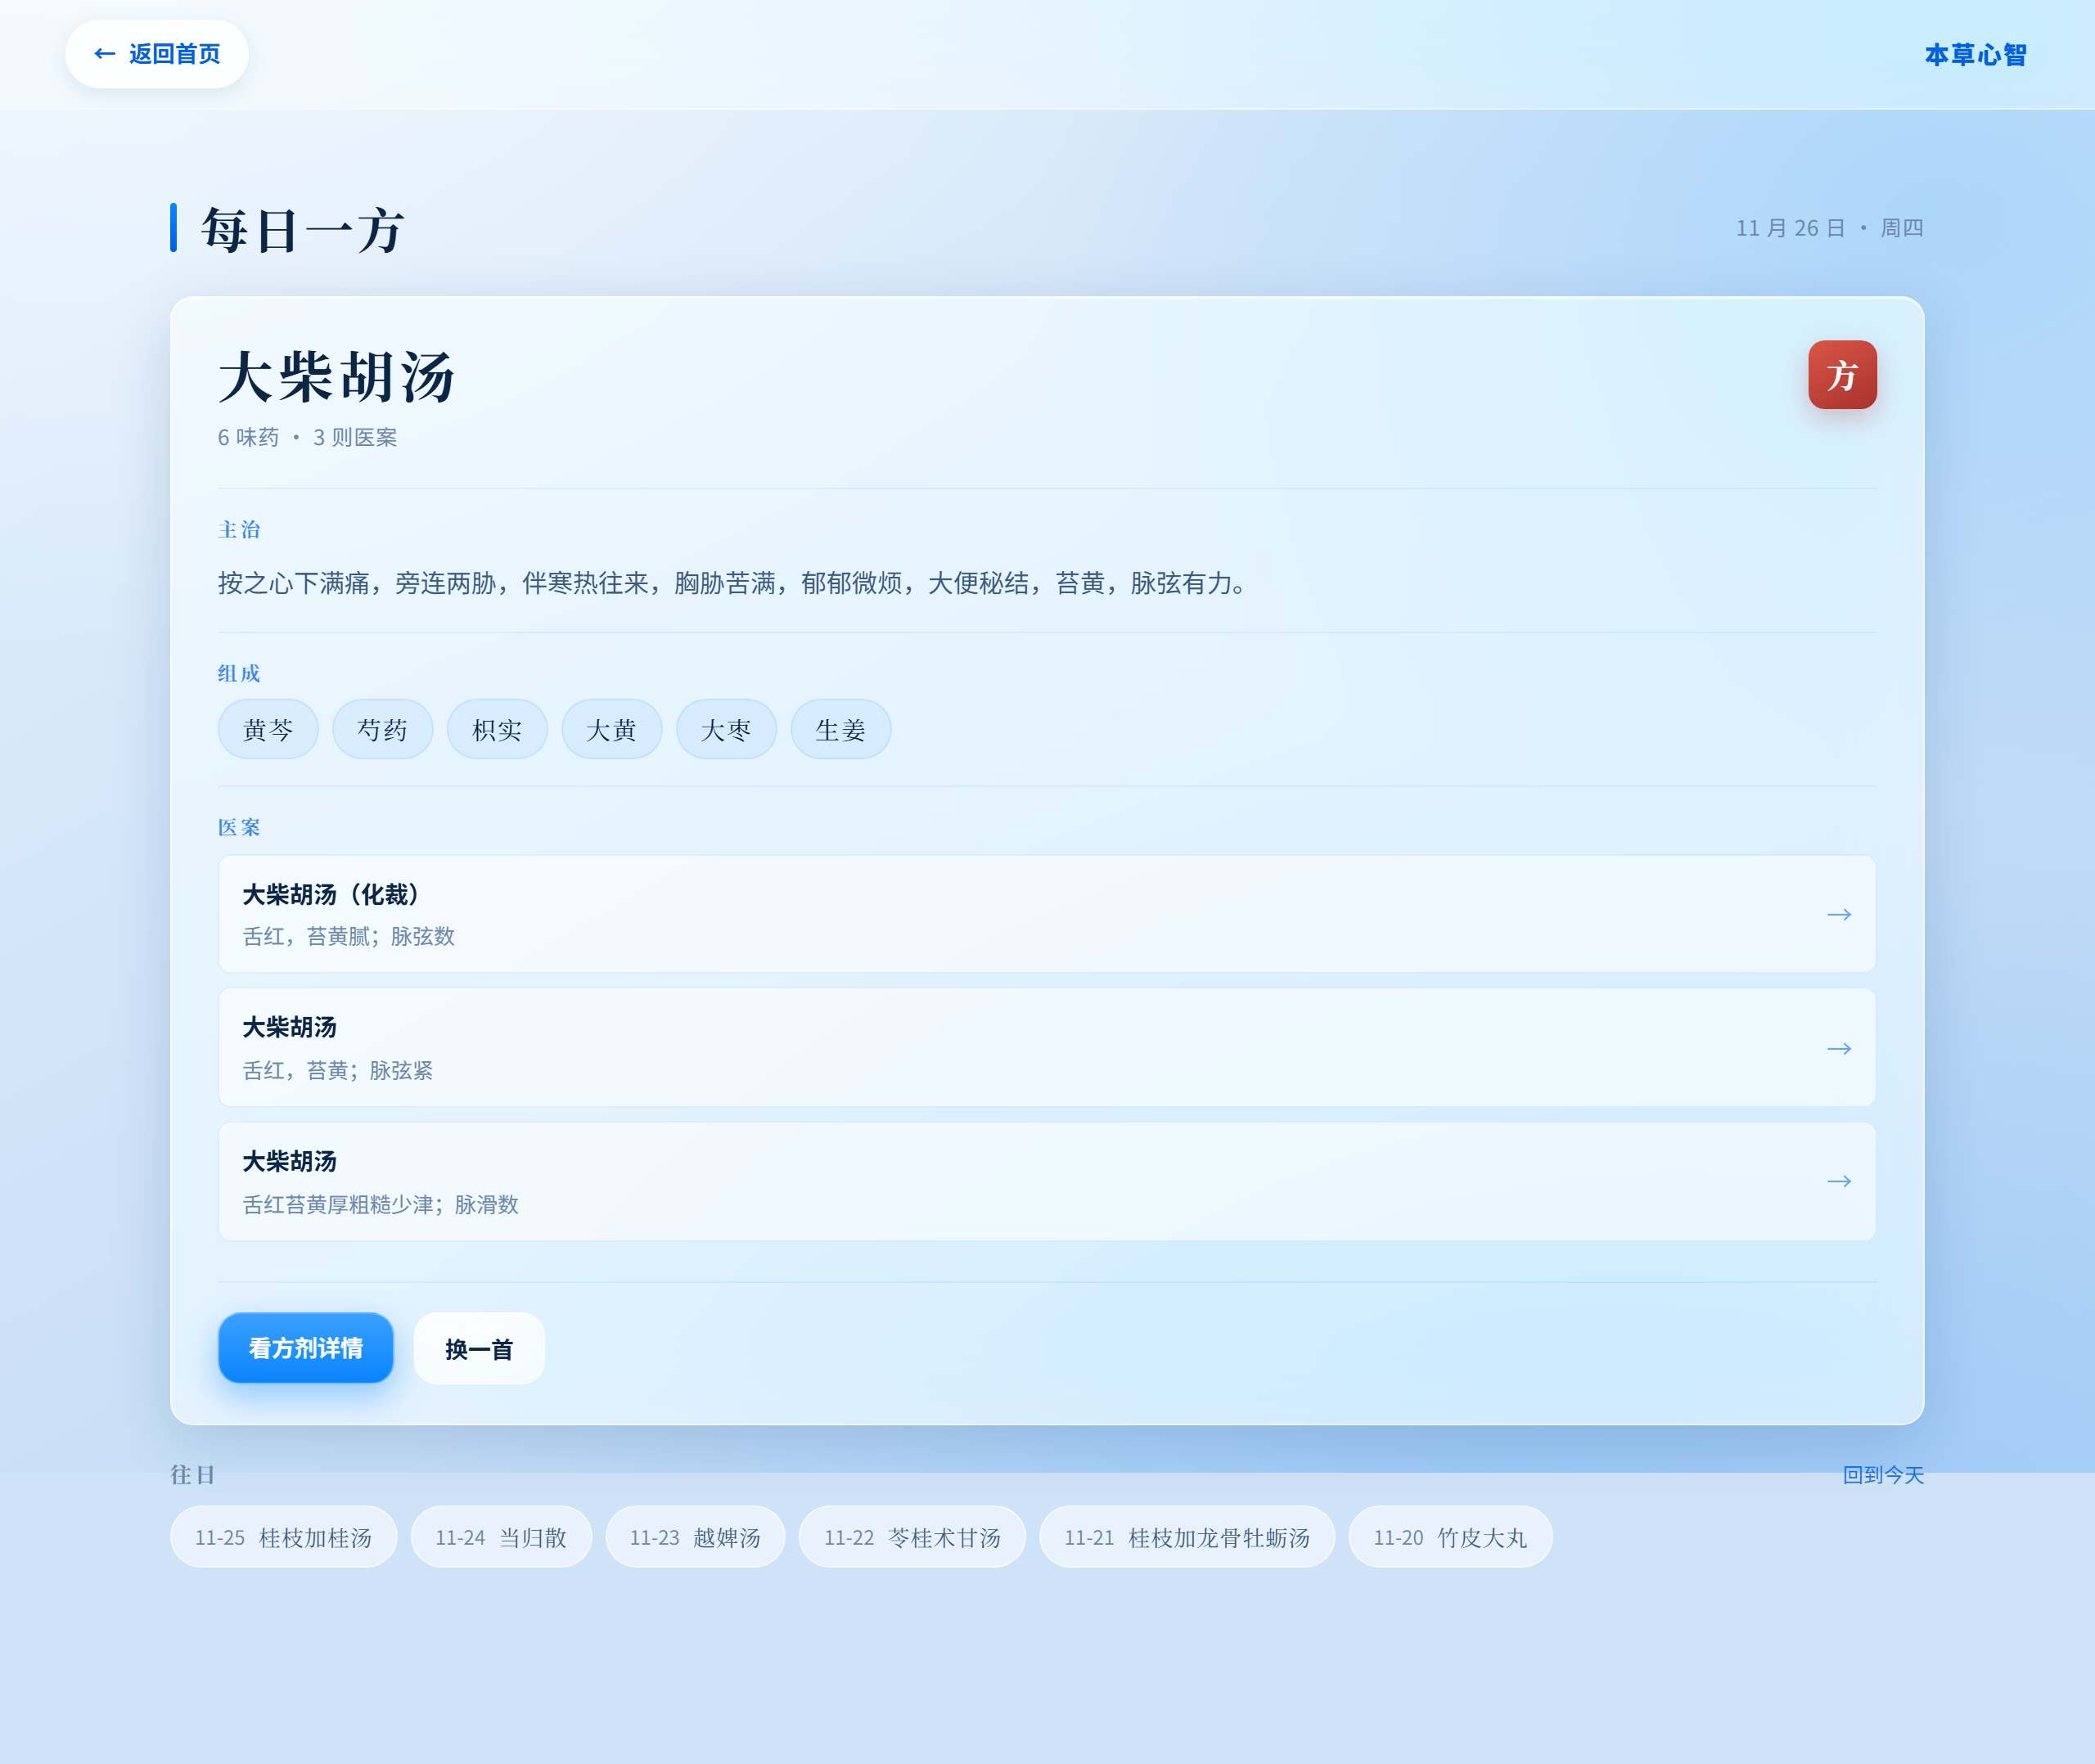 ← 返回首页
本草心智
每日一方
11 月 26 日 · 周四
大柴胡汤
方
6 味药 · 3 则医案
主治
按之心下满痛，旁连两胁，伴寒热往来，胸胁苦满，郁郁微烦，大便秘结，苔黄，脉弦有力。
组成
黄芩 芍药 枳实 大黄 大枣 生姜
医案
大柴胡汤（化裁）
舌红，苔黄腻；脉弦数
→
大柴胡汤
舌红，苔黄；脉弦紧
→
大柴胡汤
舌红苔黄厚粗糙少津；脉滑数
→
看方剂详情 换一首
往日
回到今天
11-25 桂枝加桂汤 11-24 当归散 11-23 越婢汤 11-22 苓桂术甘汤 11-21 桂枝加龙骨牡蛎汤 11-20 竹皮大丸